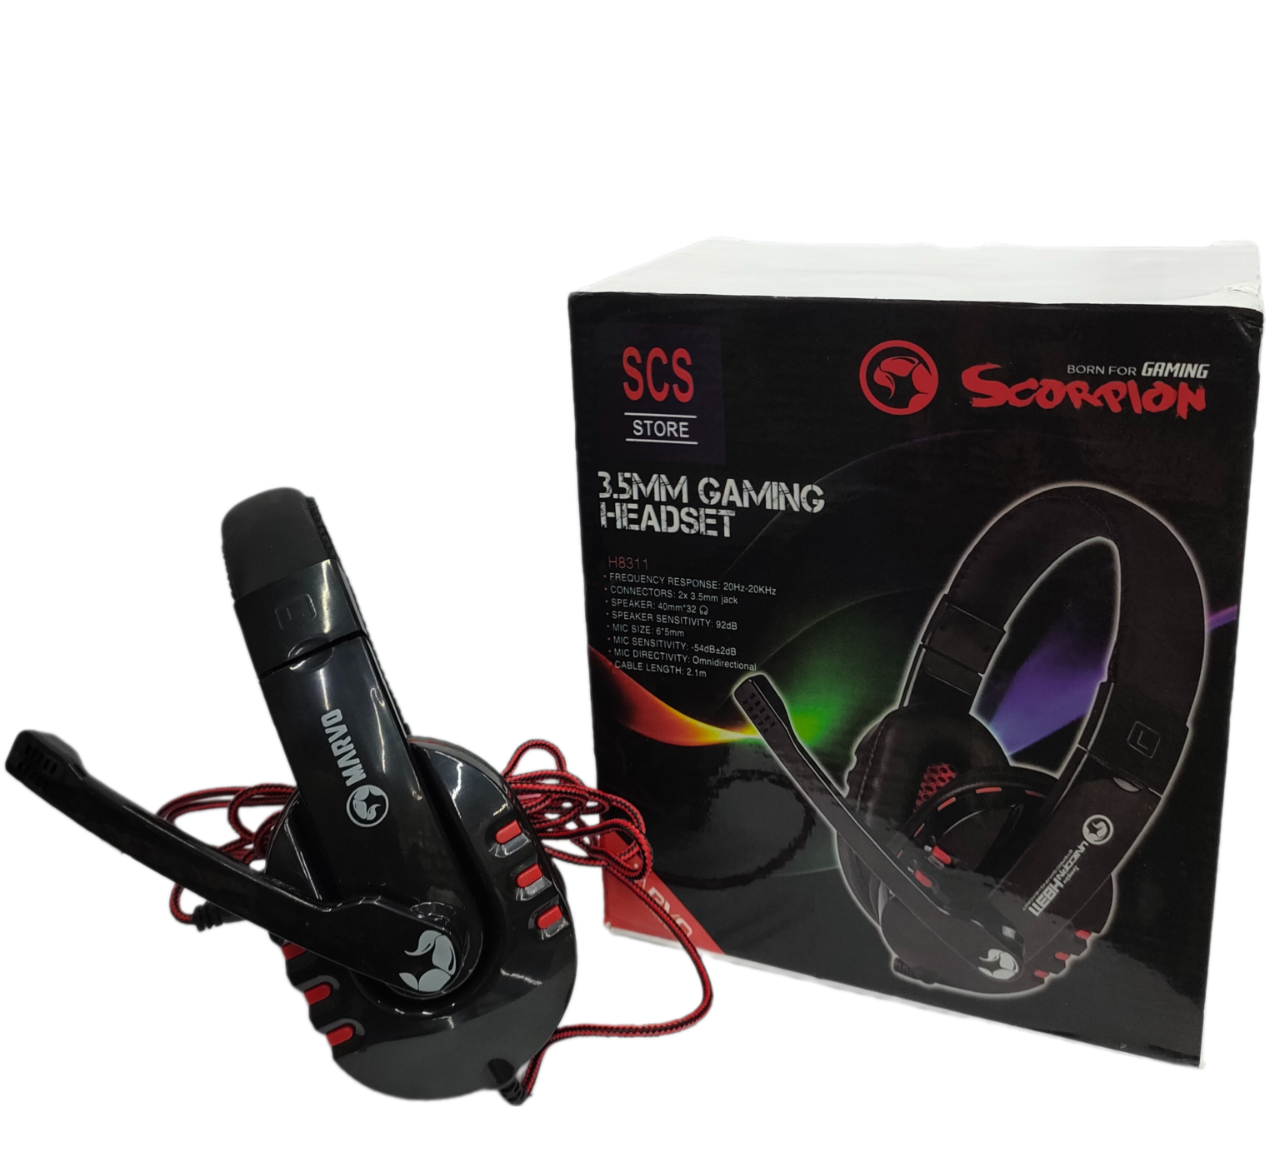 SCS
STORE
BORN FOR GAMING
SCORPION
3.5MM GAMING
HEADSET
H8311
• FREQUENCY RESPONSE: 20Hz-20KHz
• CONNECTORS: 2x 3.5mm jack
• SPEAKER: 40mm*32 Ω
• SPEAKER SENSITIVITY: 92dB
• MIC SIZE: 6*5mm
• MIC SENSITIVITY: -54dB±2dB
• MIC DIRECTIVITY: Omnidirectional
CABLE LENGTH: 2.1m
MARVO
H8311